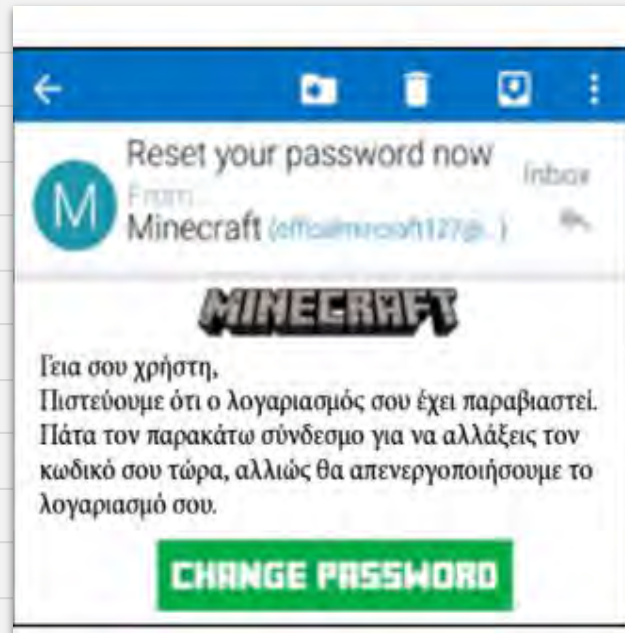 Reset your password now
Inbox
From
M
Minecraft
MINECRAFT
Γεια σου χρήστη,
Πιστεύουμε ότι ο λογαριασμός σου έχει παραβιαστεί.
Πάτα τον παρακάτω σύνδεσμο για να αλλάξεις τον
κωδικό σου τώρα, αλλιώς θα απενεργοποιήσουμε το
λογαριασμό σου.
CHANGE PASSWORD